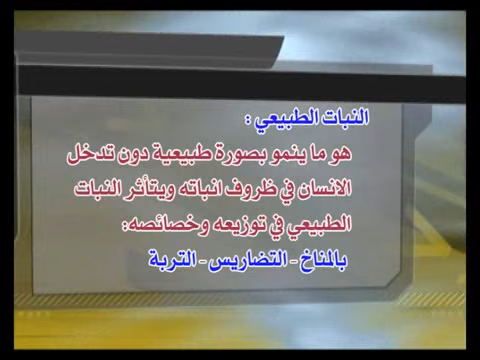 النبات الطبيعي :
هو ما ينمو بصورة طبيعية دون تدخل
الانسان في ظروف انباته ويتأثر النبات
الطبيعي في توزيعه وخصائصه:
بالمناخ - التضاريس - التربة